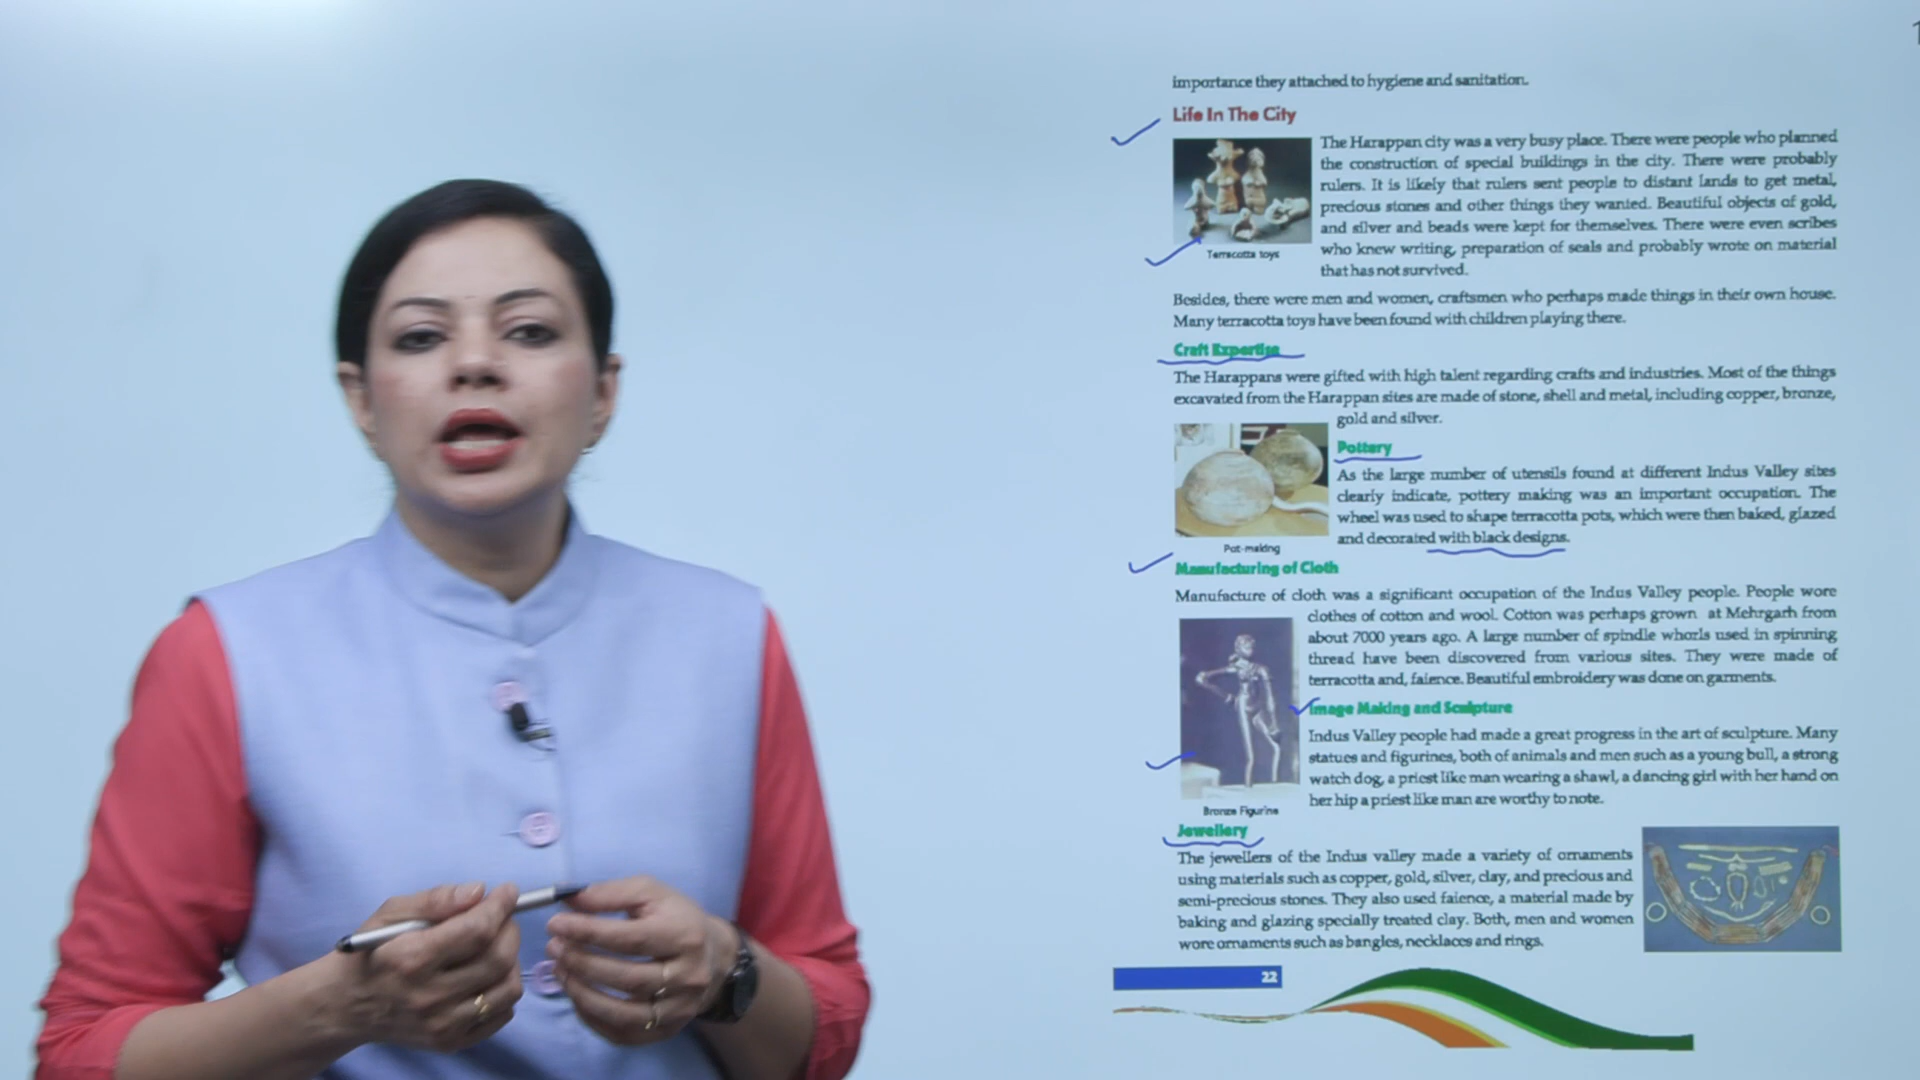 importance they attached to hygiene and sanitation.
Life In The City
The Harappan city was a very busy place. There were people who planned
the construction of special buildings in the city. There were probably
rulers. It is likely that rulers sent people to distant lands to get metal,
precious stones and other things they wanted. Beautiful objects of gold,
and silver and beads were kept for themselves. There were even scribes
who knew writing, preparation of seals and probably wrote on material
that has not survived.
Terracotta toys
Besides, there were men and women, craftsmen who perhaps made things in their own house.
Many terracotta toys have been found with children playing there.
Craft Expertise
The Harappans were gifted with high talent regarding crafts and industries. Most of the things
excavated from the Harappan sites are made of stone, shell and metal, including copper, bronze,
gold and silver.
Pottery
As the large number of utensils found at different Indus Valley sites
clearly indicate, pottery making was an important occupation. The
wheel was used to shape terracotta pots, which were then baked, glazed
and decorated with black designs.
Pot-making
Manufacturing of Cloth
Manufacture of cloth was a significant occupation of the Indus Valley people. People wore
clothes of cotton and wool. Cotton was perhaps grown at Mehrgarh from
about 7000 years ago. A large number of spindle whorls used in spinning
thread have been discovered from various sites. They were made of
terracotta and, faience. Beautiful embroidery was done on garments.
Image Making and Sculpture
Indus Valley people had made a great progress in the art of sculpture. Many
statues and figurines, both of animals and men such as a young bull, a strong
watch dog, a priest like man wearing a shawl, a dancing girl with her hand on
her hip a priest like man are worthy to note.
Bronze Figurine
Jewellery
The jewellers of the Indus valley made a variety of ornaments
using materials such as copper, gold, silver, clay, and precious and
semi-precious stones. They also used faience, a material made by
baking and glazing specially treated clay. Both, men and women
wore ornaments such as bangles, necklaces and rings.
22